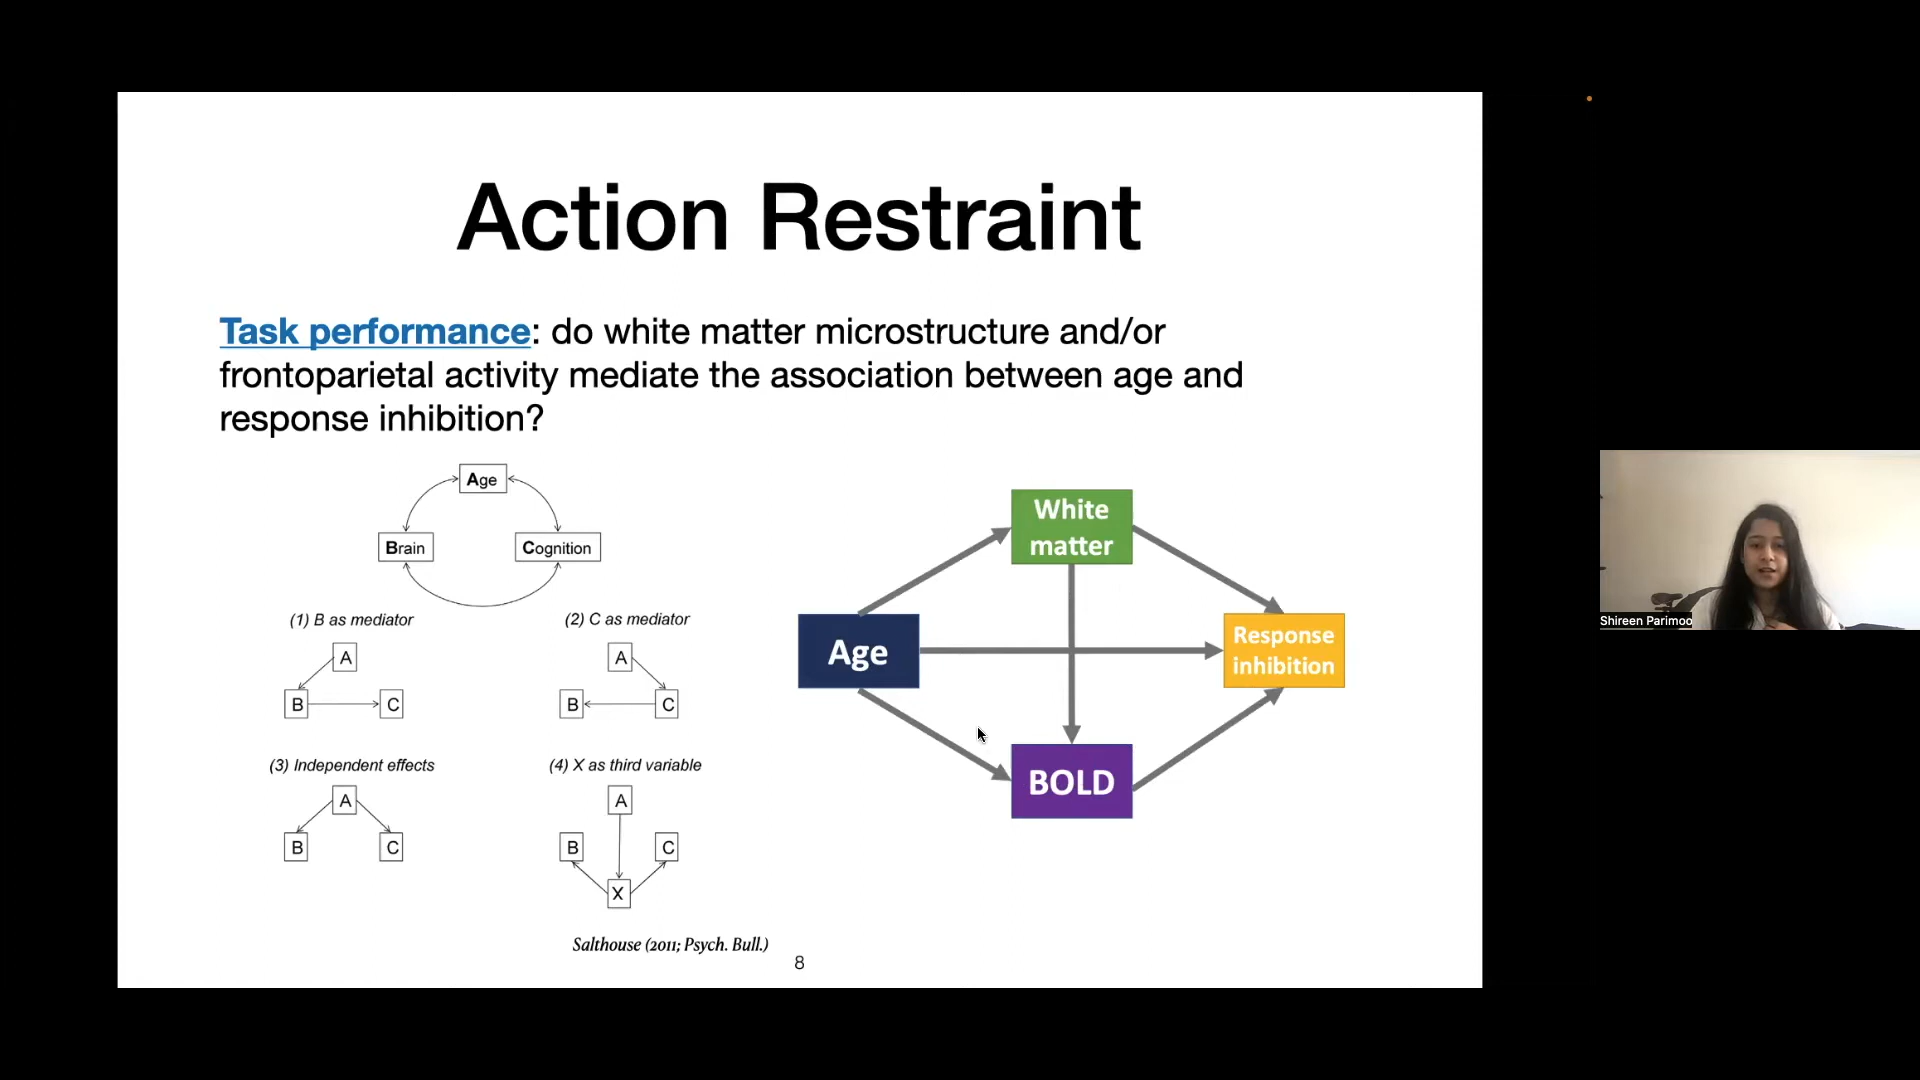 Action Restraint
Task performance: do white matter microstructure and/or
frontoparietal activity mediate the association between age and
response inhibition?
Age
Brain
Cognition
(1) B as mediator
(2) C as mediator
A
A
B
C
B
C
(3) Independent effects
(4) X as third variable
A
A
B
C
B
C
X
Salthouse (2011; Psych. Bull.)
White
matter
Age
Response
inhibition
BOLD
8
Shireen Parimoo